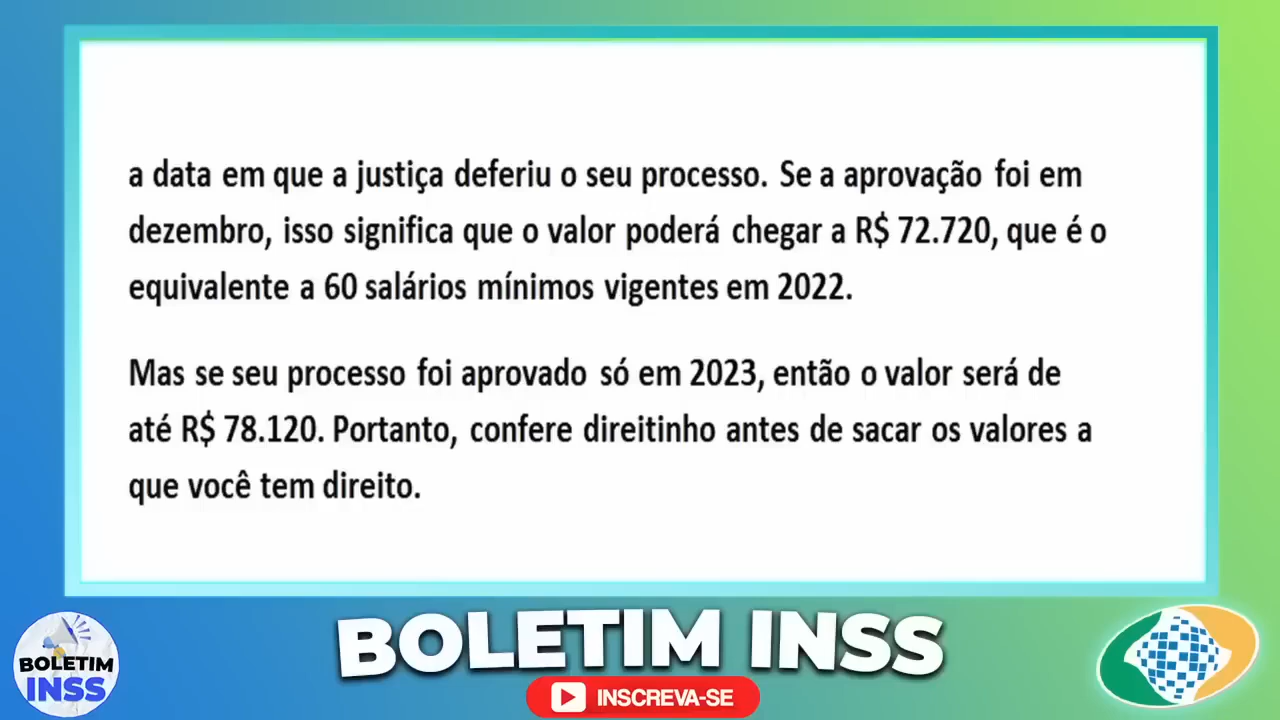 a data em que a justiça deferiu o seu processo. Se a aprovação foi em
dezembro, isso significa que o valor poderá chegar a R$ 72.720, que é o
equivalente a 60 salários mínimos vigentes em 2022.
Mas se seu processo foi aprovado só em 2023, então o valor será de
até R$ 78.120. Portanto, confere direitinho antes de sacar os valores a
que você tem direito.
BOLETIM INSS
INSCREVA-SE
BOLETIM
INSS